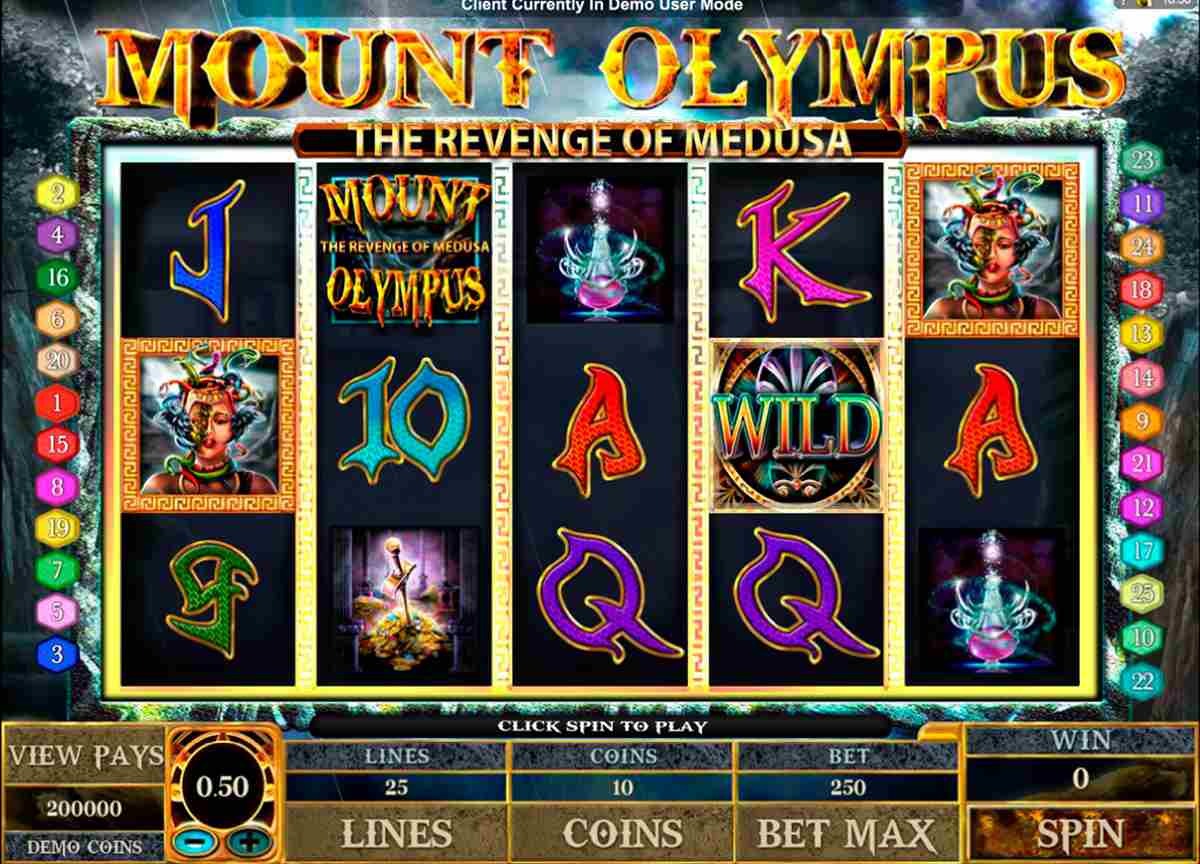 Client Currently In Demo User Mode
MOUNT OLYMPUS
THE REVENGE OF MEDUSA
23
2
11
4
24
16
18
6
13
20
14
1
9
15
21
8
12
19
17
7
25
5
10
3
22
J
MOUNT
THE REVENGE OF MEDUSA
OLYMPUS
K
10
A
WILD
A
9
Q
Q
CLICK SPIN TO PLAY
VIEW PAYS
LINES
COINS
BET
WIN
200000
0.50
25
10
250
0
DEMO COINS
-
+
LINES
COINS
BET MAX
SPIN